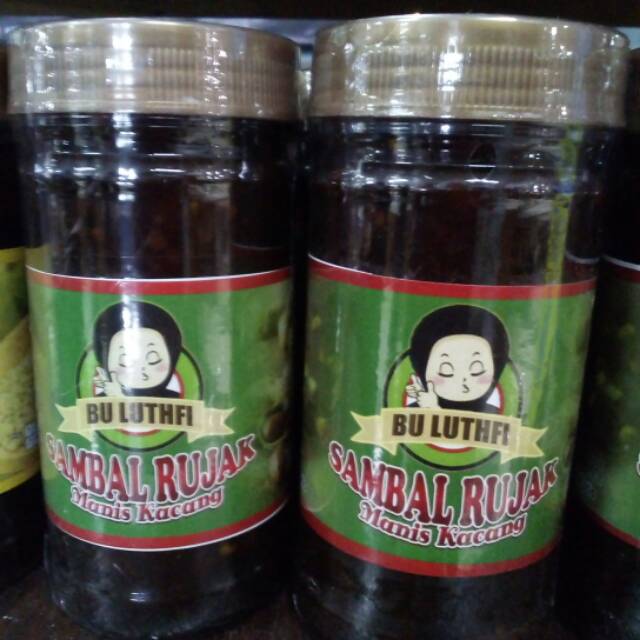 BU LUTHFI
SAMBAL RUJAK
Manis Kacang
BU LUTHFI
SAMBAL RUJAK
Manis Kacang